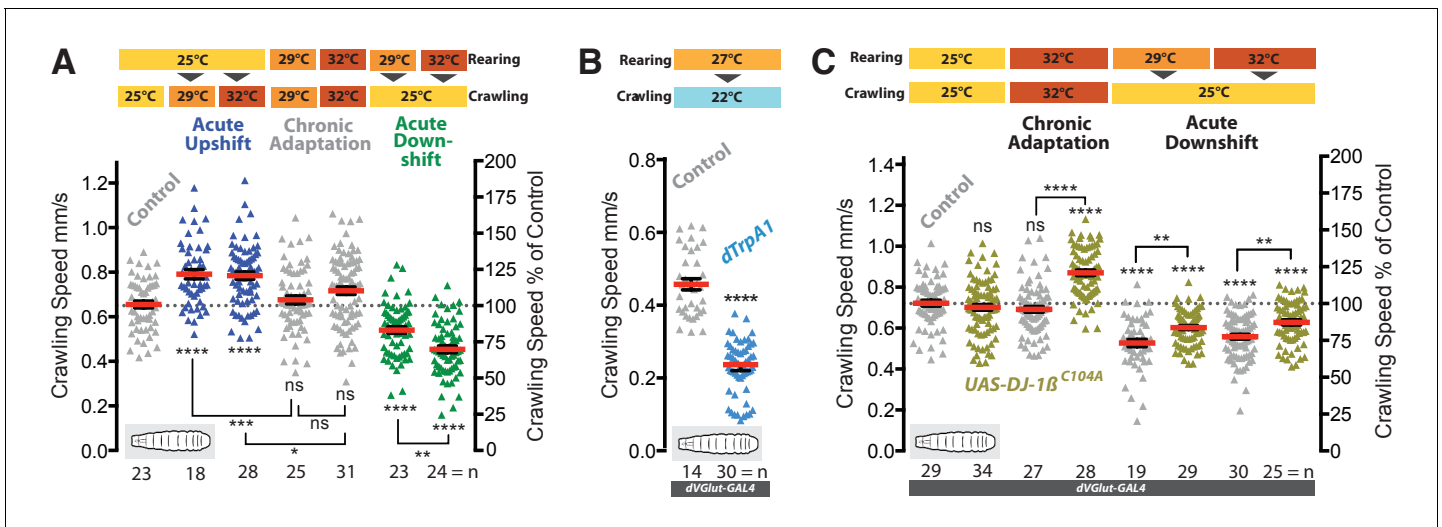 A
25°C
29°C
32°C
29°C
32°C
Rearing
25°C
29°C
32°C
29°C
32°C
25°C
Crawling
Acute
Upshift
Chronic
Adaptation
Acute
Down-
shift
Control
Crawling Speed mm/s
1.2
1.0
0.8
0.6
0.4
0.2
0.0
200
175
150
125
100
75
50
25
0
Crawling Speed % of Control
****
****
ns
ns
****
****
***
ns
*
**
23 18 28 25 31 23 24 = n
B
Rearing
27°C
Crawling
22°C
Control
dTrpA1
Crawling Speed mm/s
0.8
0.6
0.4
0.2
0.0
****
14 30 = n
dVGlut-GAL4
C
Rearing
25°C
32°C
29°C
32°C
Crawling
25°C
32°C
25°C
Chronic
Adaptation
Acute
Downshift
Control
Crawling Speed mm/s
1.4
1.2
1.0
0.8
0.6
0.4
0.2
0.0
200
175
150
125
100
75
50
25
0
Crawling Speed % of Control
ns
ns
****
****
**
****
****
**
****
****
UAS-DJ-1ß C104A
29 34 27 28 19 29 30 25 = n
dVGlut-GAL4